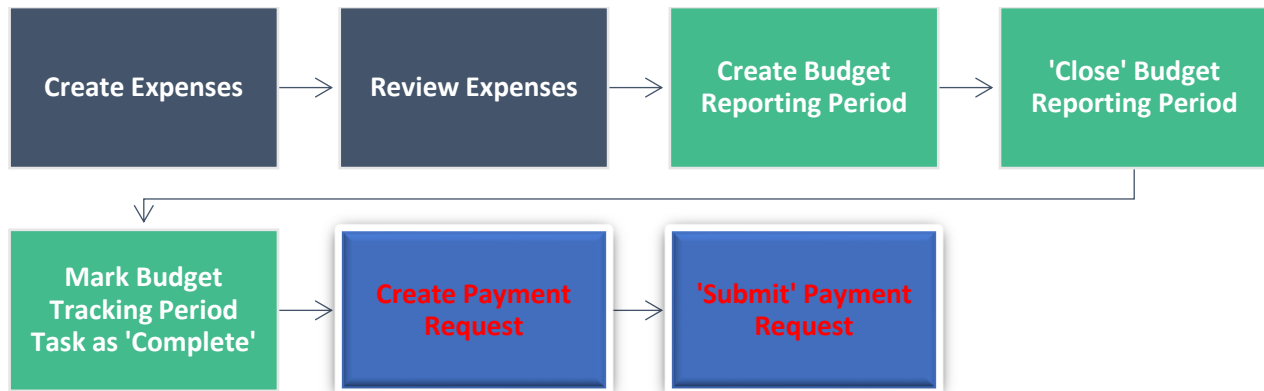 Create Expenses
Review Expenses
Create Budget
Reporting Period
'Close' Budget
Reporting Period
Mark Budget
Tracking Period
Task as 'Complete'
Create Payment
Request
'Submit' Payment
Request